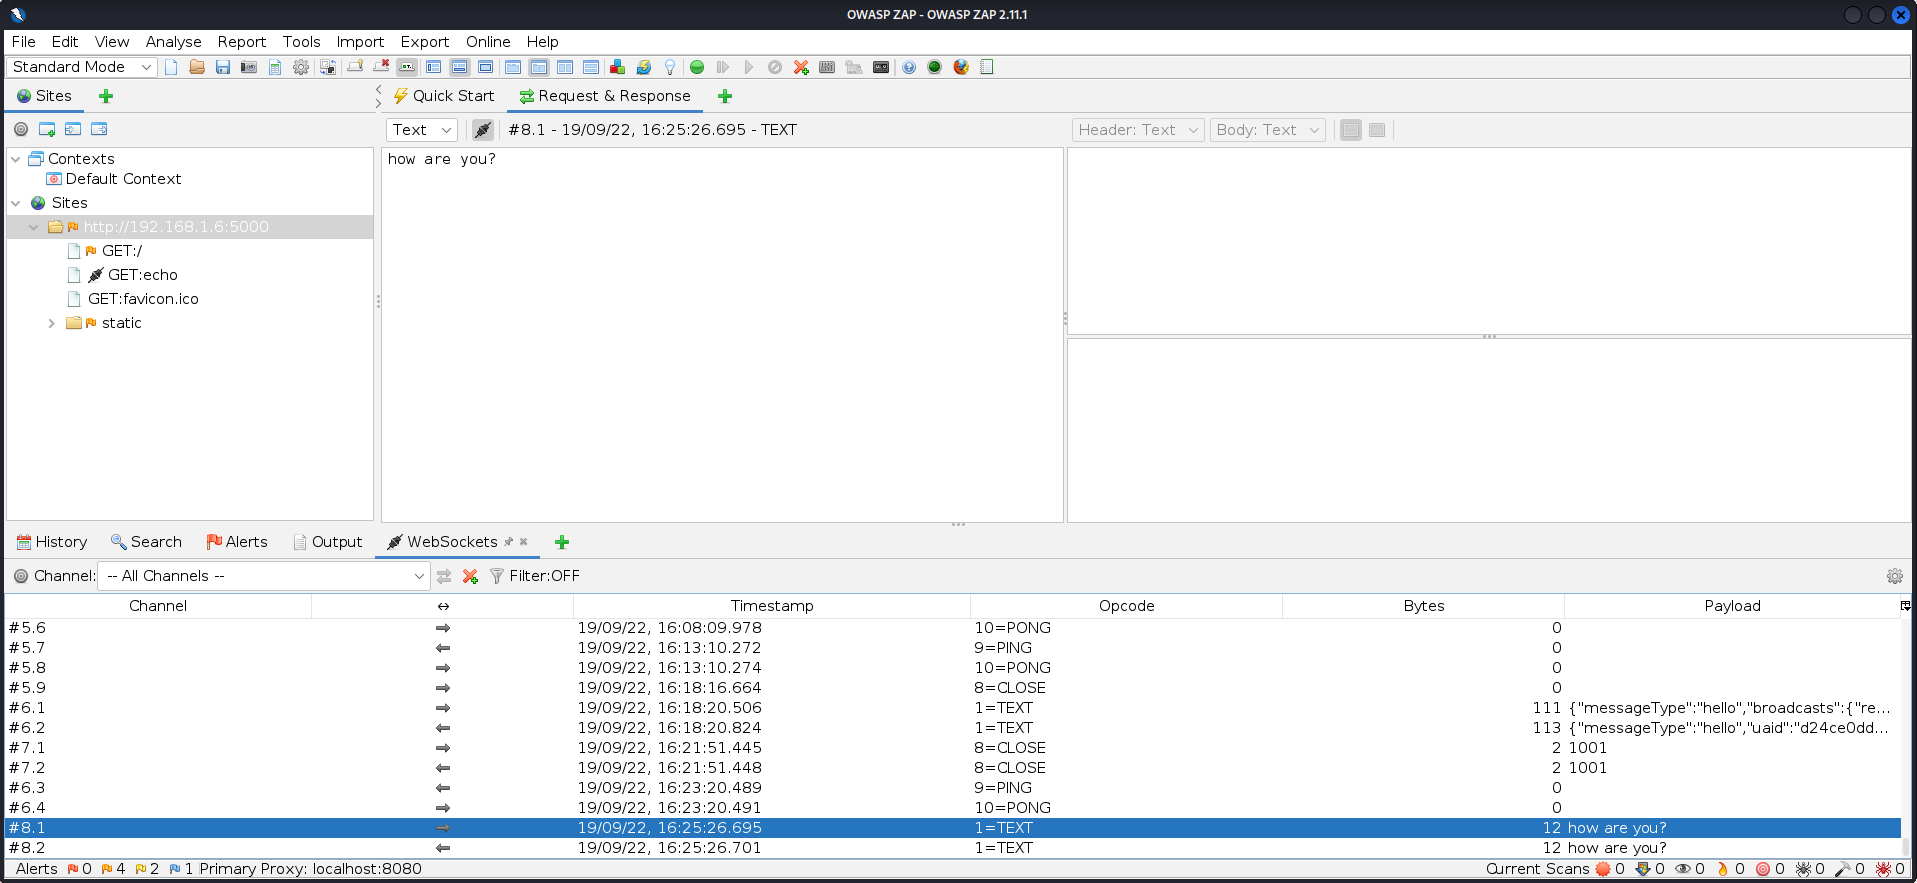 OWASP ZAP - OWASP ZAP 2.11.1
File Edit View Analyse Report Tools Import Export Online Help
Standard Mode
Sites
Quick Start Request & Response
Text #8.1 - 19/09/22, 16:25:26.695 - TEXT Header: Text Body: Text
Contexts
Default Context
Sites
http://192.168.1.6:5000
GET:/
GET:echo
GET:favicon.ico
static
how are you?
History Search Alerts Output WebSockets
Channel: -- All Channels -- Filter:OFF
Channel ↔ Timestamp Opcode Bytes Payload
#5.6 → 19/09/22, 16:08:09.978 10=PONG 0
#5.7 ← 19/09/22, 16:13:10.272 9=PING 0
#5.8 → 19/09/22, 16:13:10.274 10=PONG 0
#5.9 → 19/09/22, 16:18:16.664 8=CLOSE 0
#6.1 → 19/09/22, 16:18:20.506 1=TEXT 111 {"messageType":"hello","broadcasts":{"re...
#6.2 ← 19/09/22, 16:18:20.824 1=TEXT 113 {"messageType":"hello","uaid":"d24ce0dd...
#7.1 → 19/09/22, 16:21:51.445 8=CLOSE 2 1001
#7.2 ← 19/09/22, 16:21:51.448 8=CLOSE 2 1001
#6.3 ← 19/09/22, 16:23:20.489 9=PING 0
#6.4 → 19/09/22, 16:23:20.491 10=PONG 0
#8.1 → 19/09/22, 16:25:26.695 1=TEXT 12 how are you?
#8.2 ← 19/09/22, 16:25:26.701 1=TEXT 12 how are you?
Alerts 0 4 2 1 Primary Proxy: localhost:8080 Current Scans 0 0 0 0 0 0 0 0